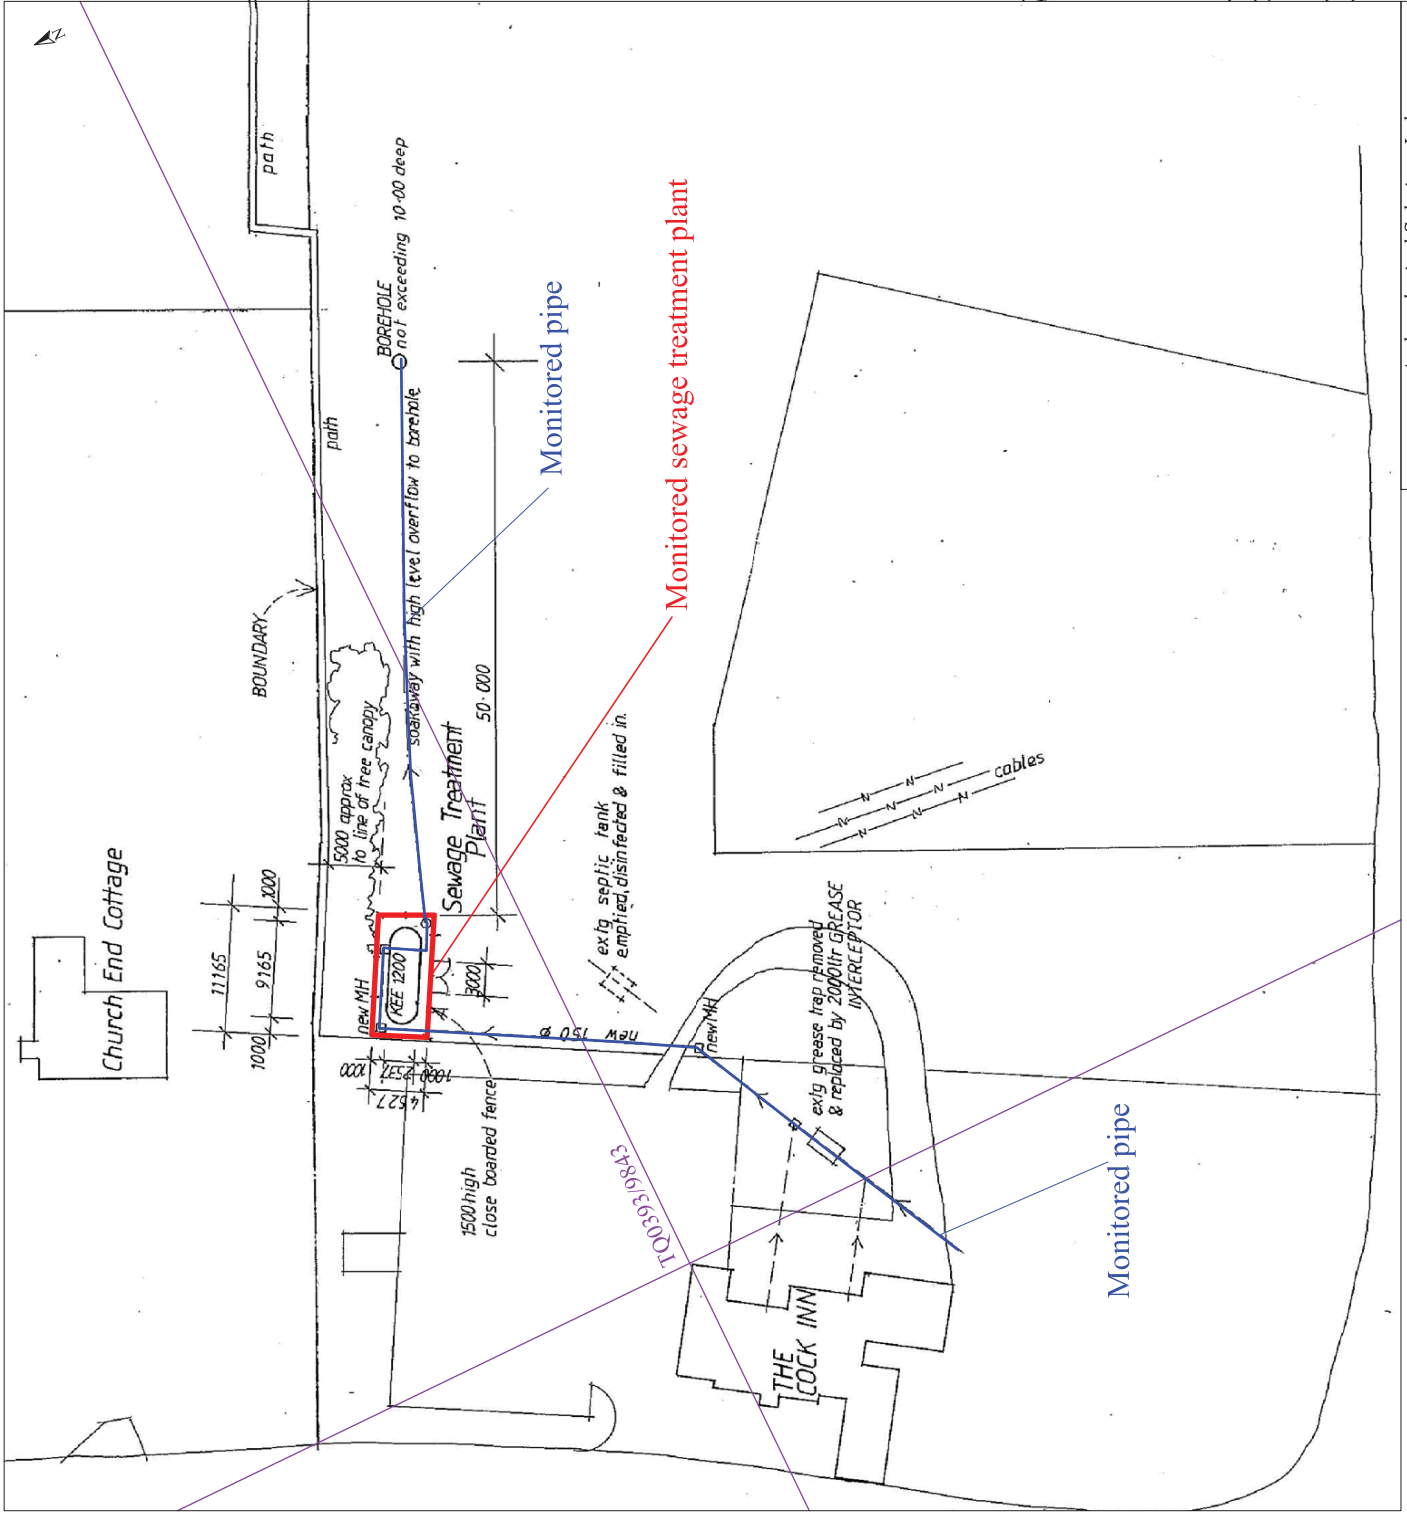 N
path
BOREHOLE
not exceeding 10·00 deep
Monitored pipe
Monitored sewage treatment plant
path
soakaway with high level overflow to borehole
BOUNDARY
5000 approx
to line of tree canopy
50·000
Sewage Treatment
Plant
Church End Cottage
11165
1000
9165
1000
new MH
KEE 1200
3000
1000
2537
1000
4527
1500 high
close boarded fence
extg septic tank
emptied, disinfected & filled in.
new 150 ø
new MH
cables
extg grease trap removed
& replaced by 2000ltr GREASE
INTERCEPTOR
TQ0393/9843
Monitored pipe
THE
COCK INN